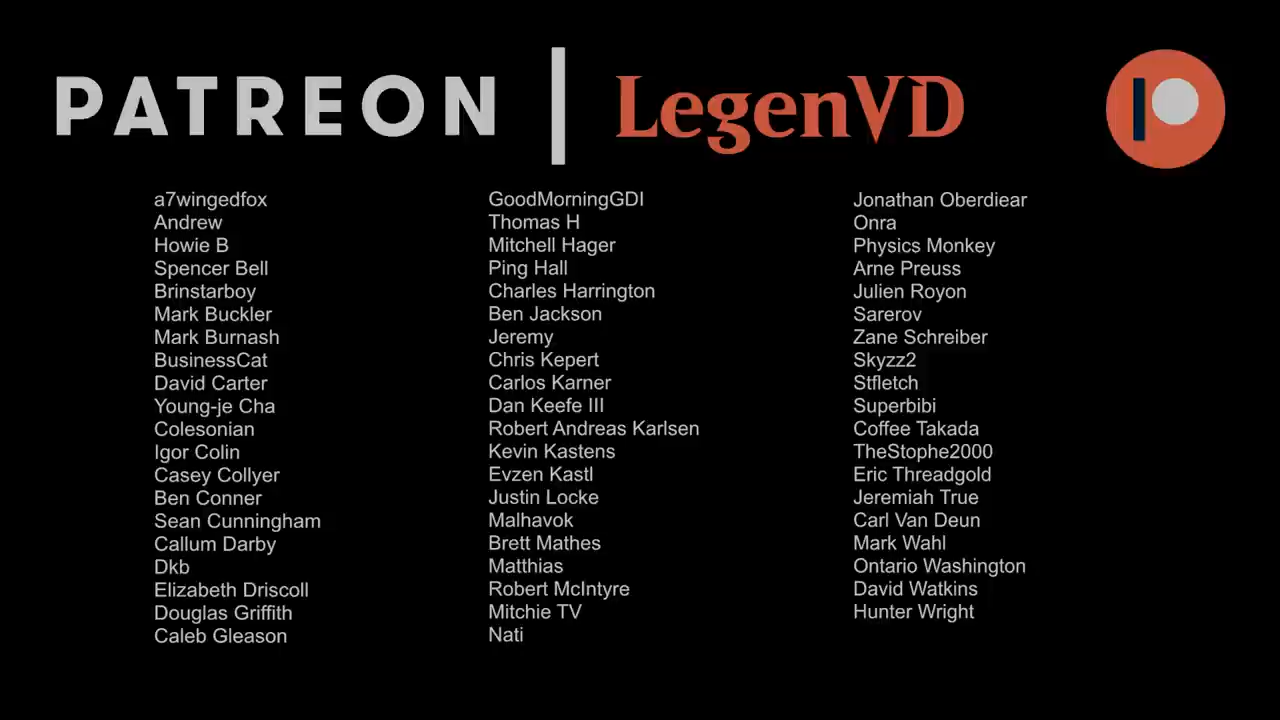 PATREON | LegenVD
a7wingedfox
Andrew
Howie B
Spencer Bell
Brinstarboy
Mark Buckler
Mark Burnash
BusinessCat
David Carter
Young-je Cha
Colesonian
Igor Colin
Casey Collyer
Ben Conner
Sean Cunningham
Callum Darby
Dkb
Elizabeth Driscoll
Douglas Griffith
Caleb Gleason
GoodMorningGDI
Thomas H
Mitchell Hager
Ping Hall
Charles Harrington
Ben Jackson
Jeremy
Chris Kepert
Carlos Karner
Dan Keefe III
Robert Andreas Karlsen
Kevin Kastens
Evzen Kastl
Justin Locke
Malhavok
Brett Mathes
Matthias
Robert McIntyre
Mitchie TV
Nati
Jonathan Oberdiear
Onra
Physics Monkey
Arne Preuss
Julien Royon
Sarerov
Zane Schreiber
Skyzz2
Stfletch
Superbibi
Coffee Takada
TheStophe2000
Eric Threadgold
Jeremiah True
Carl Van Deun
Mark Wahl
Ontario Washington
David Watkins
Hunter Wright